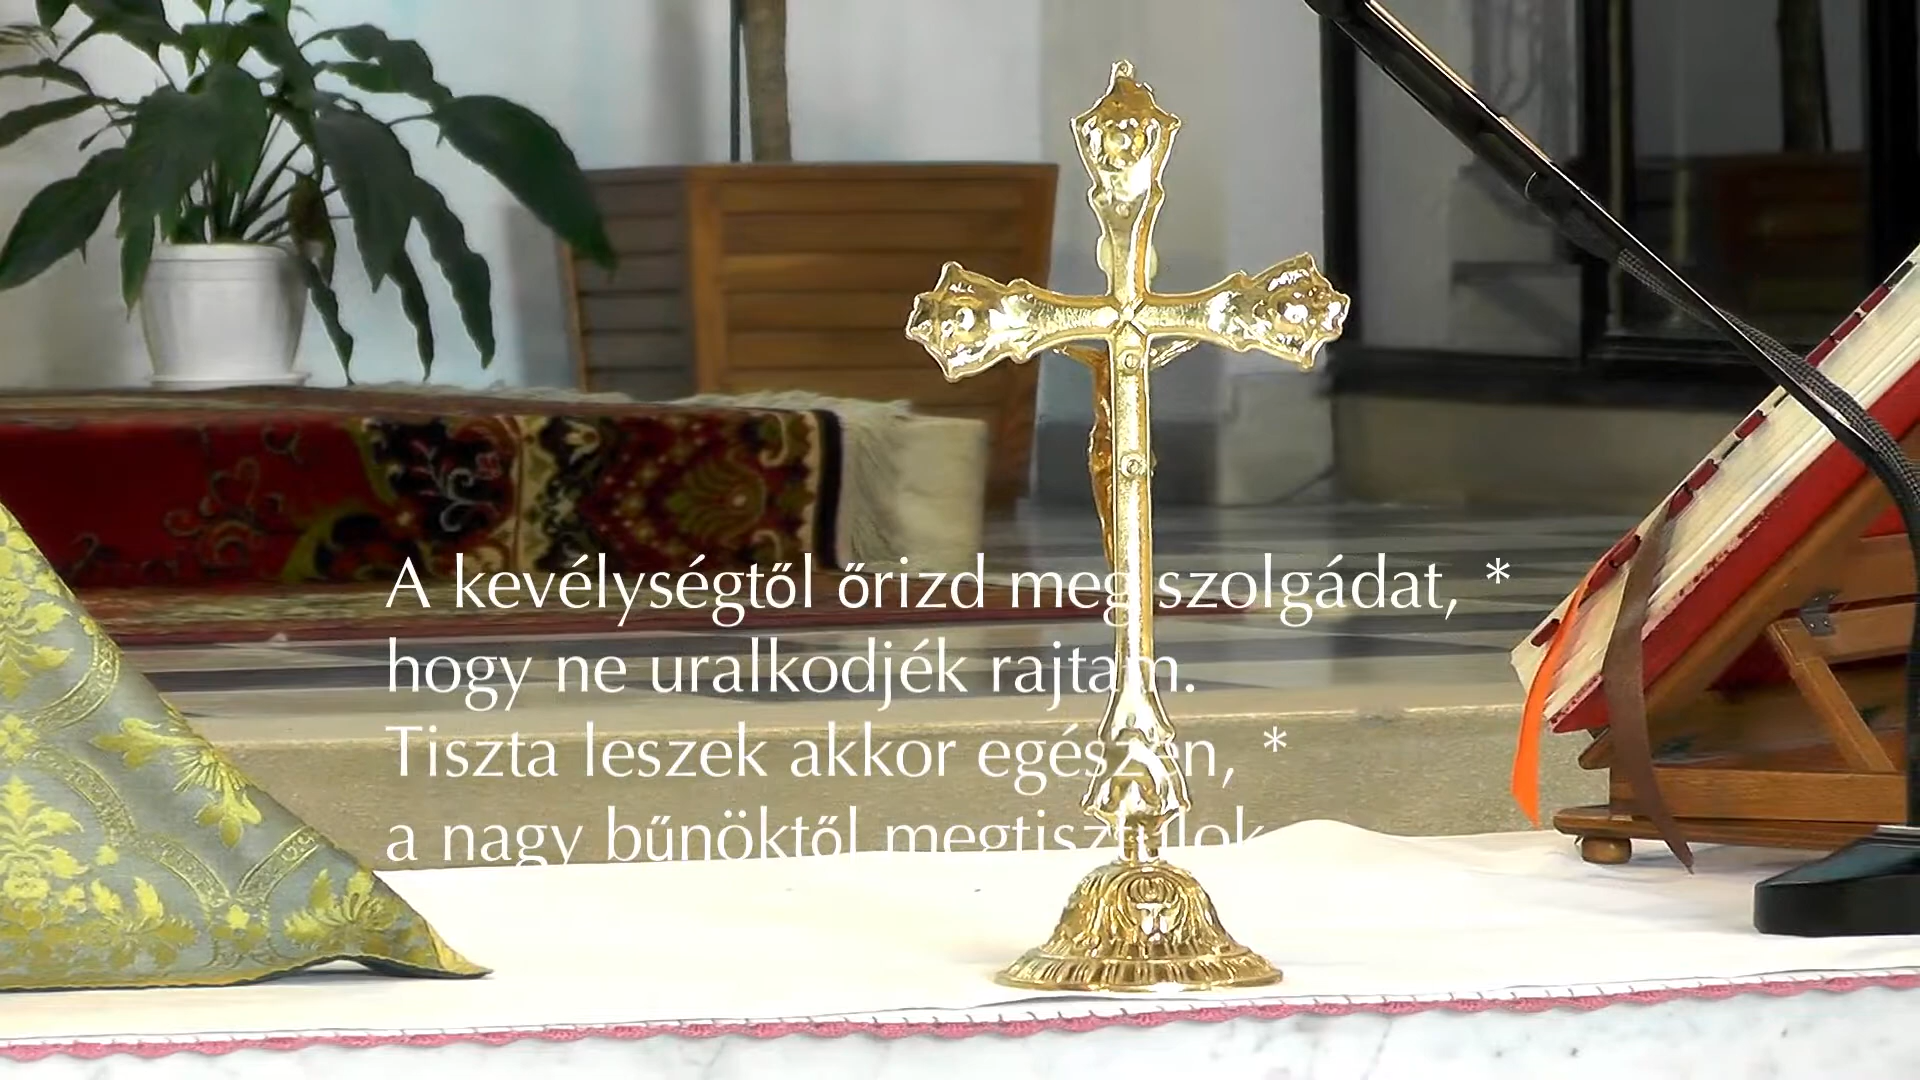 A kevélységtől őrizd meg szolgádat, *
hogy ne uralkodjék rajtam.
Tiszta leszek akkor egészen, *
a nagy bűnöktől megtisztulok